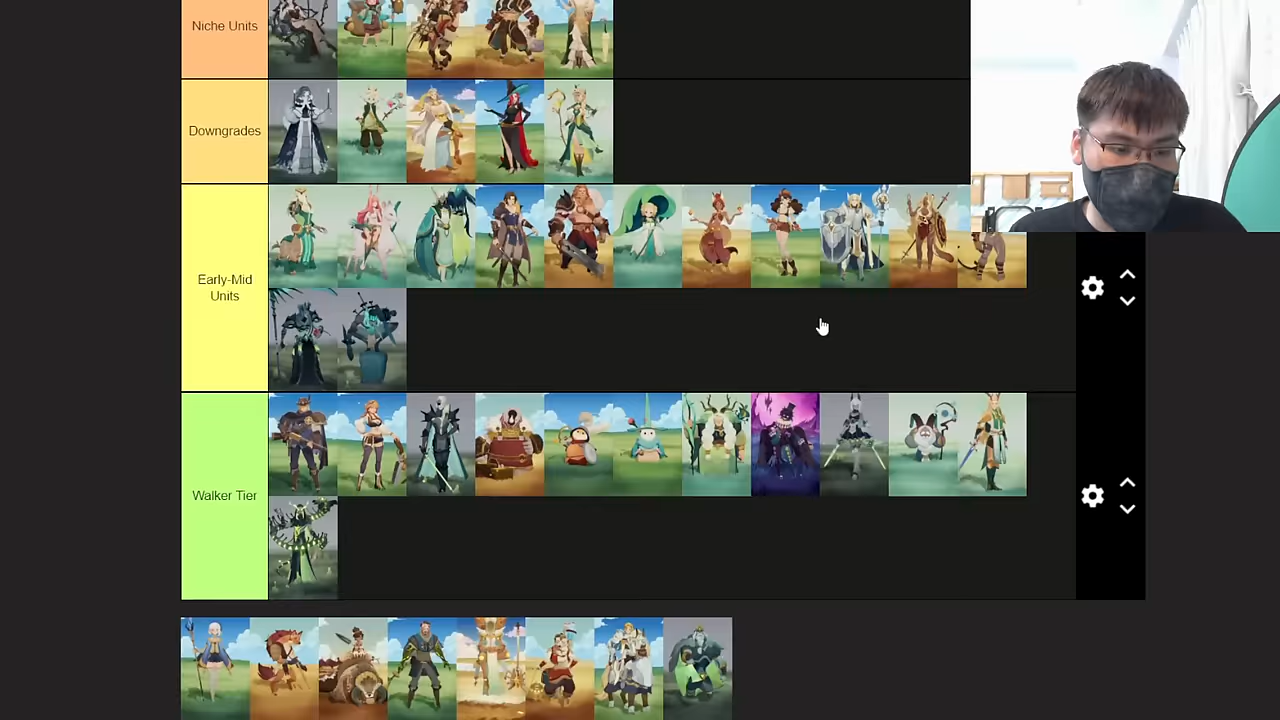 Niche Units
Downgrades
Early-Mid
Units
Walker Tier